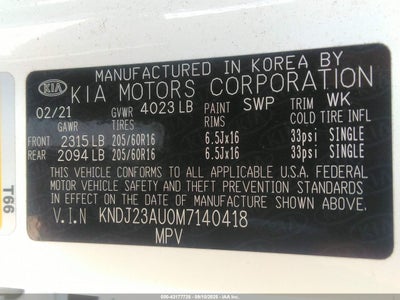 MANUFACTURED IN KOREA BY
KIA KIA MOTORS CORPORATION
02/21 GVWR 4023 LB PAINT SWP TRIM WK
GAWR TIRES RIMS COLD TIRE INFL
FRONT 2315 LB 205/60R16 6.5Jx16 33psi SINGLE
REAR 2094 LB 205/60R16 6.5Jx16 33psi SINGLE
THIS VEHICLE CONFORMS TO ALL APPLICABLE U.S.A. FEDERAL
MOTOR VEHICLE SAFETY AND THEFT PREVENTION STANDARDS
IN EFFECT ON THE DATE OF MANUFACTURE SHOWN ABOVE.
V.I.N KNDJ23AU0M7140418
MPV
T66